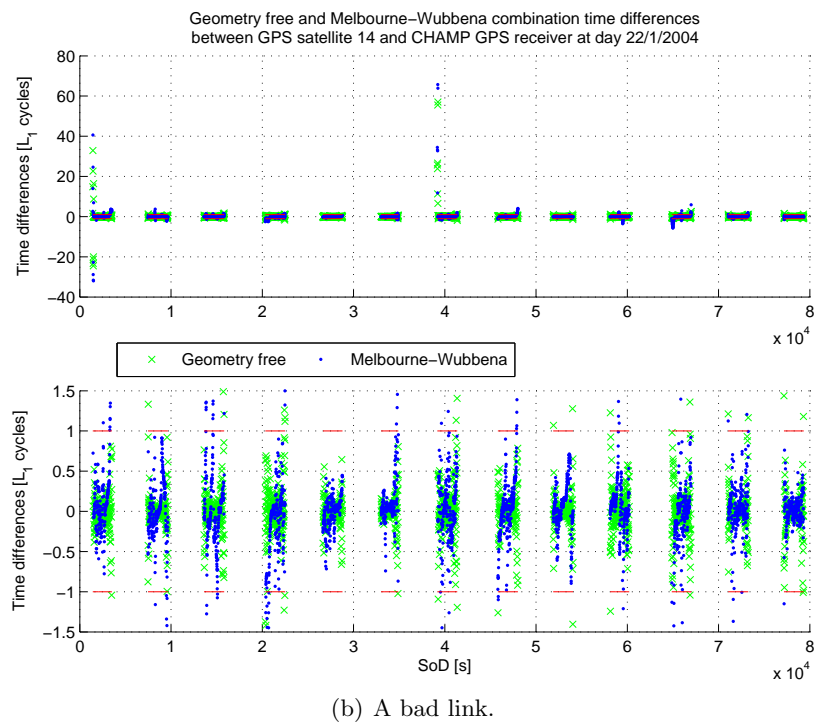 Geometry free and Melbourne−Wubbena combination time differences
between GPS satellite 14 and CHAMP GPS receiver at day 22/1/2004
Time differences [L1 cycles]
80
60
40
20
0
−20
−40
0 1 2 3 4 5 6 7 8
x 10^4
Geometry free Melbourne−Wubbena
Time differences [L1 cycles]
1.5
1
0.5
0
−0.5
−1
−1.5
0 1 2 3 4 5 6 7 8
SoD [s]
x 10^4
(b) A bad link.